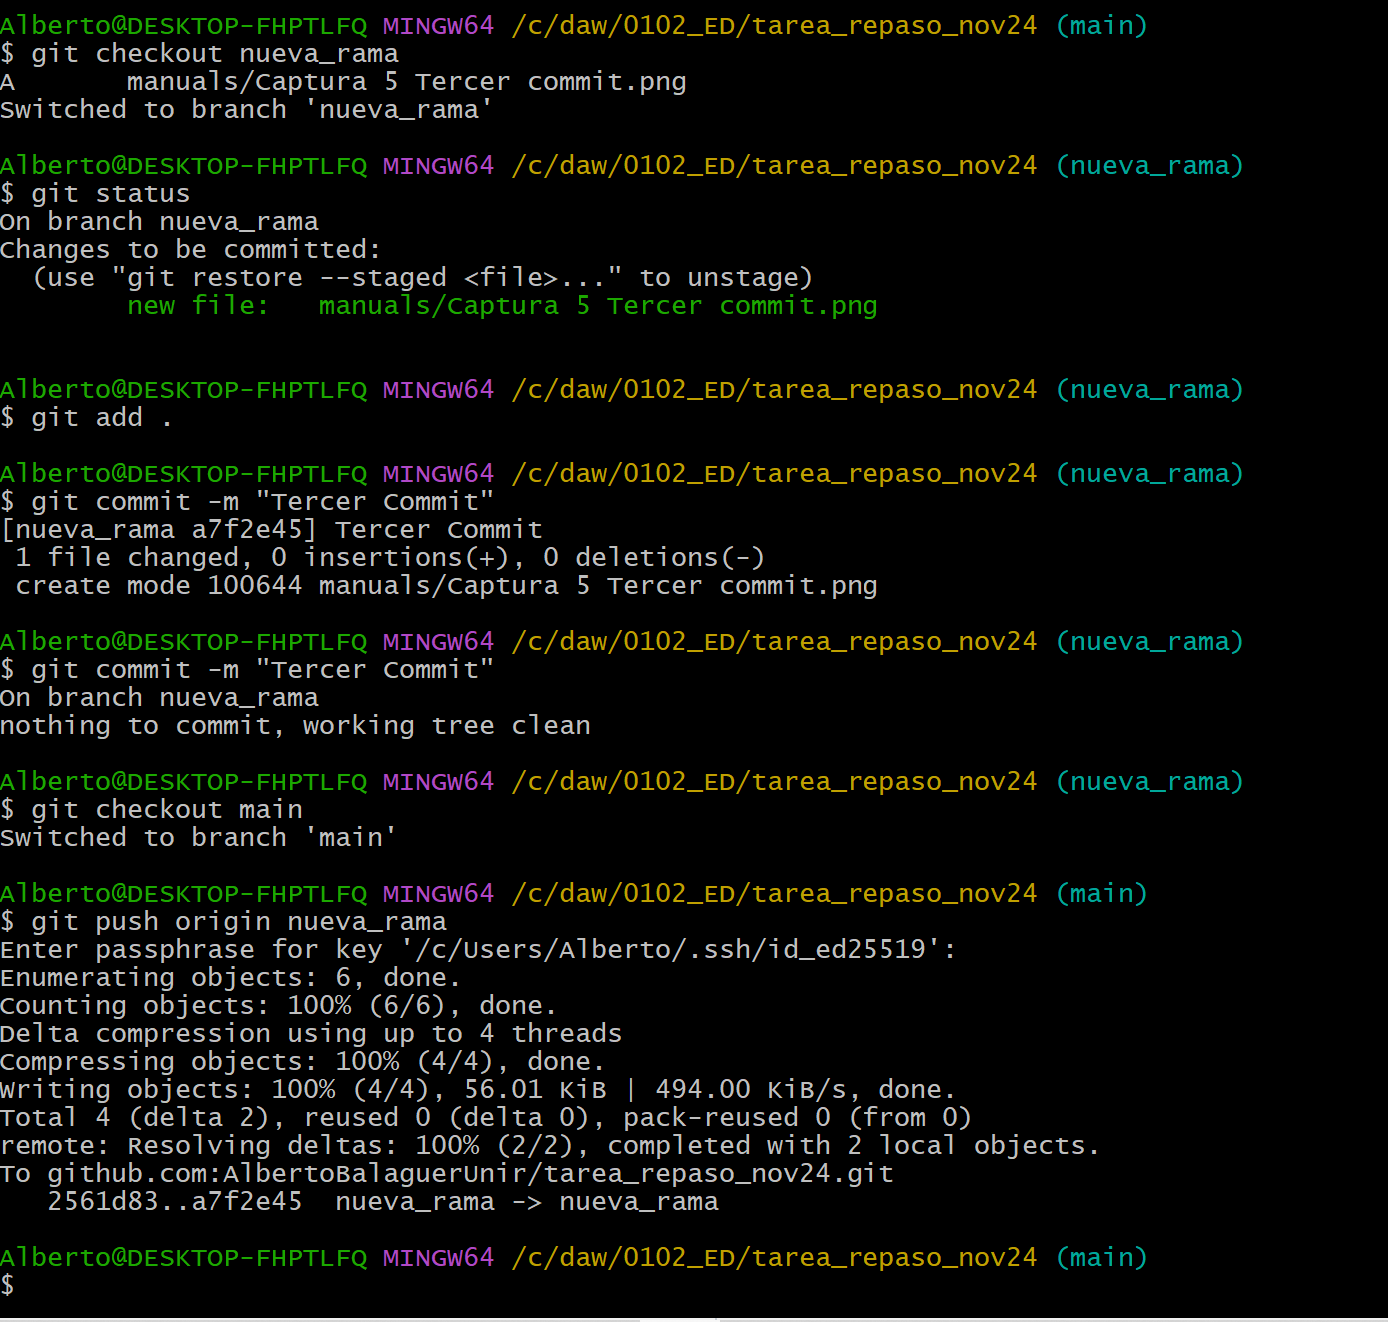 Alberto@DESKTOP-FHPTLFQ MINGW64 /c/daw/0102_ED/tarea_repaso_nov24 (main)
$ git checkout nueva_rama
A       manuals/Captura 5 Tercer commit.png
Switched to branch 'nueva_rama'

Alberto@DESKTOP-FHPTLFQ MINGW64 /c/daw/0102_ED/tarea_repaso_nov24 (nueva_rama)
$ git status
On branch nueva_rama
Changes to be committed:
  (use "git restore --staged <file>..." to unstage)
        new file:   manuals/Captura 5 Tercer commit.png

Alberto@DESKTOP-FHPTLFQ MINGW64 /c/daw/0102_ED/tarea_repaso_nov24 (nueva_rama)
$ git add .

Alberto@DESKTOP-FHPTLFQ MINGW64 /c/daw/0102_ED/tarea_repaso_nov24 (nueva_rama)
$ git commit -m "Tercer Commit"
[nueva_rama a7f2e45] Tercer Commit
 1 file changed, 0 insertions(+), 0 deletions(-)
 create mode 100644 manuals/Captura 5 Tercer commit.png

Alberto@DESKTOP-FHPTLFQ MINGW64 /c/daw/0102_ED/tarea_repaso_nov24 (nueva_rama)
$ git commit -m "Tercer Commit"
On branch nueva_rama
nothing to commit, working tree clean

Alberto@DESKTOP-FHPTLFQ MINGW64 /c/daw/0102_ED/tarea_repaso_nov24 (nueva_rama)
$ git checkout main
Switched to branch 'main'

Alberto@DESKTOP-FHPTLFQ MINGW64 /c/daw/0102_ED/tarea_repaso_nov24 (main)
$ git push origin nueva_rama
Enter passphrase for key '/c/Users/Alberto/.ssh/id_ed25519':
Enumerating objects: 6, done.
Counting objects: 100% (6/6), done.
Delta compression using up to 4 threads
Compressing objects: 100% (4/4), done.
Writing objects: 100% (4/4), 56.01 KiB | 494.00 KiB/s, done.
Total 4 (delta 2), reused 0 (delta 0), pack-reused 0 (from 0)
remote: Resolving deltas: 100% (2/2), completed with 2 local objects.
To github.com:AlbertoBalaguerUnir/tarea_repaso_nov24.git
   2561d83..a7f2e45  nueva_rama -> nueva_rama

Alberto@DESKTOP-FHPTLFQ MINGW64 /c/daw/0102_ED/tarea_repaso_nov24 (main)
$